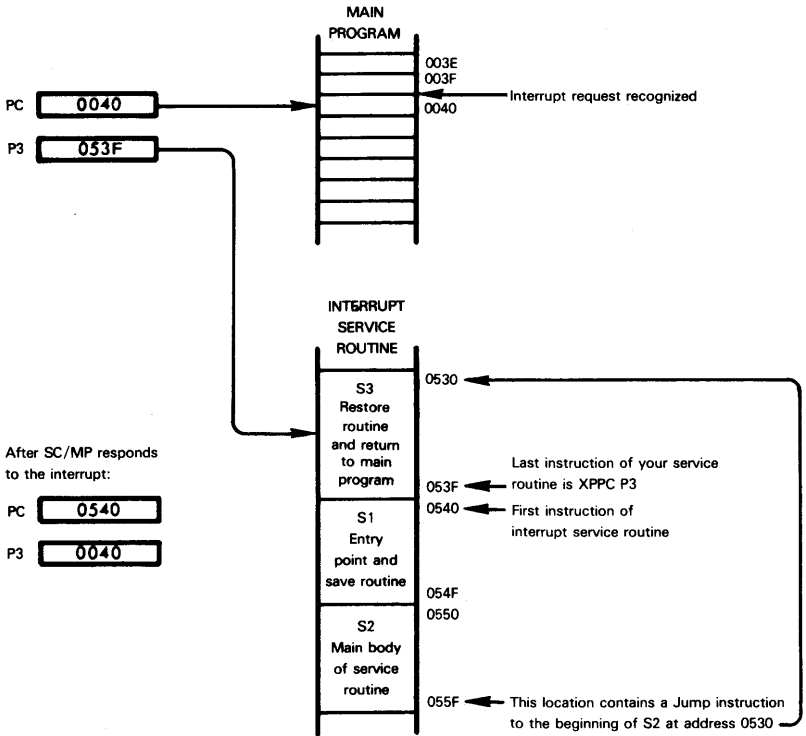 MAIN
PROGRAM
003E
003F
Interrupt request recognized
0040
PC 0040
P3 053F
INTERRUPT
SERVICE
ROUTINE
0530
S3
Restore
routine
and return
to main
program
After SC/MP responds
to the interrupt:
Last instruction of your service
053F routine is XPPC P3
PC 0540
0540 First instruction of
interrupt service routine
S1
Entry
point and
save routine
P3 0040
054F
0550
S2
Main body
of service
routine
055F This location contains a Jump instruction
to the beginning of S2 at address 0530